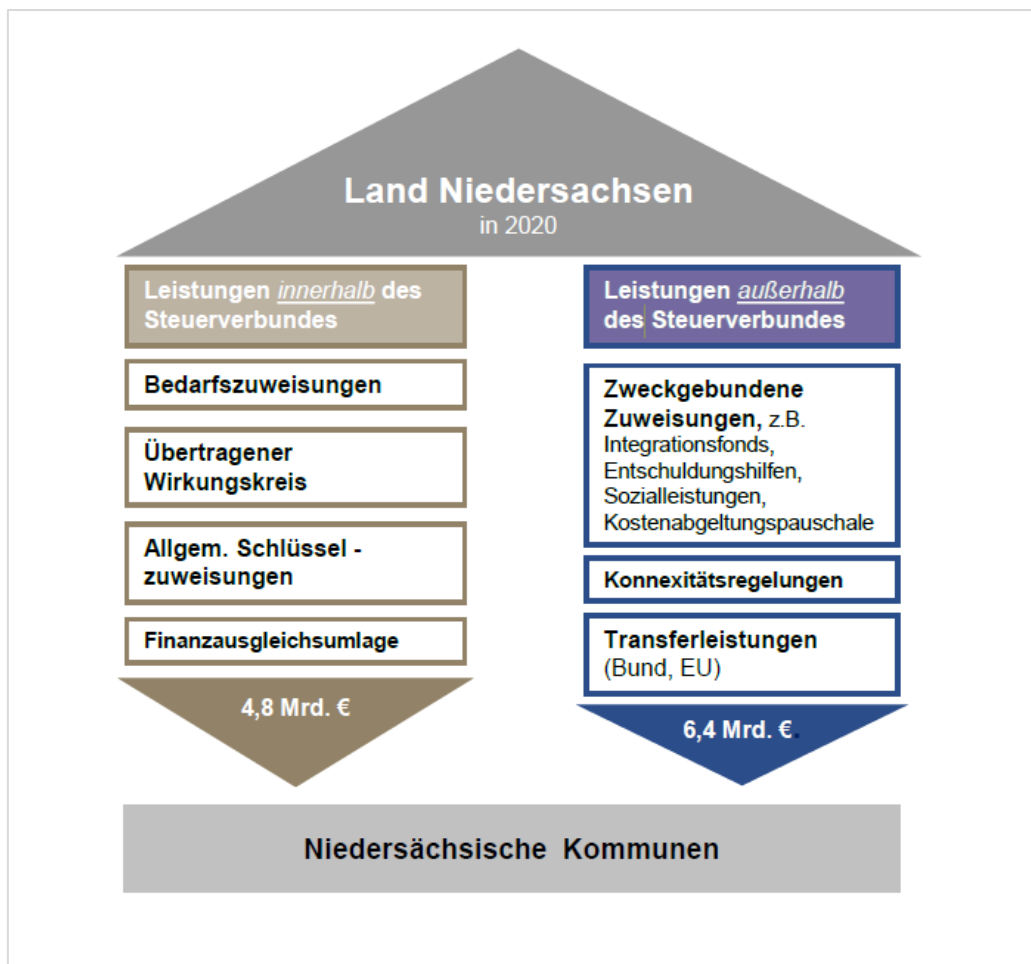 Land Niedersachsen
in 2020
Leistungen innerhalb des
Steuerverbundes
Bedarfszuweisungen
Übertragener
Wirkungskreis
Allgem. Schlüssel -
zuweisungen
Finanzausgleichsumlage
4,8 Mrd. €
Leistungen außerhalb
des Steuerverbundes
Zweckgebundene
Zuweisungen, z.B.
Integrationsfonds,
Entschuldungshilfen,
Sozialleistungen,
Kostenabgeltungspauschale
Konnexitätsregelungen
Transferleistungen
(Bund, EU)
6,4 Mrd. €.
Niedersächsische Kommunen